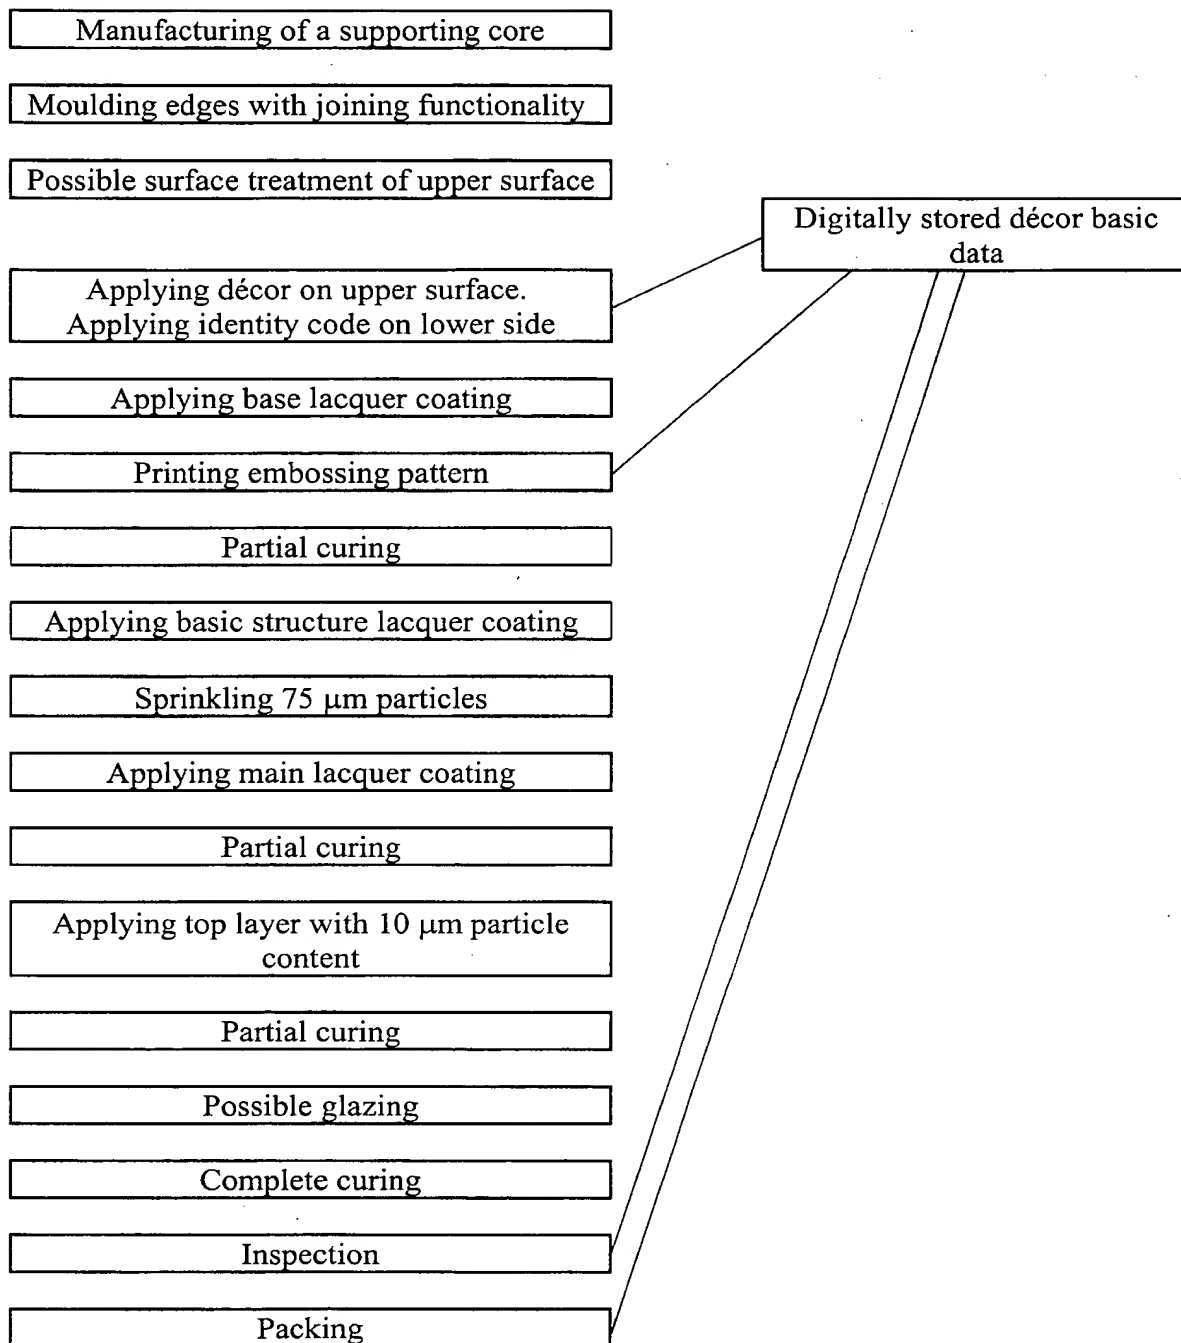 Manufacturing of a supporting core
Moulding edges with joining functionality
Possible surface treatment of upper surface
Digitally stored décor basic
data
Applying décor on upper surface.
Applying identity code on lower side
Applying base lacquer coating
Printing embossing pattern
Partial curing
Applying basic structure lacquer coating
Sprinkling 75 µm particles
Applying main lacquer coating
Partial curing
Applying top layer with 10 µm particle
content
Partial curing
Possible glazing
Complete curing
Inspection
Packing